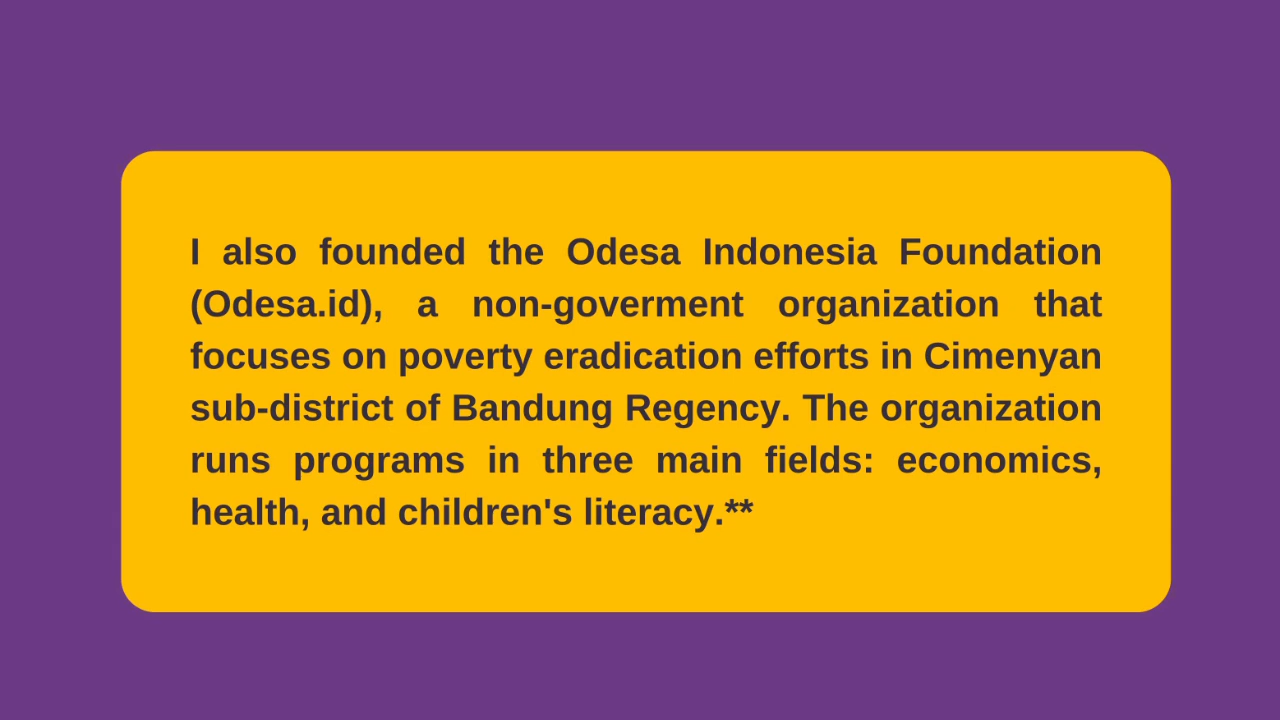 I also founded the Odesa Indonesia Foundation
(Odesa.id), a non-goverment organization that
focuses on poverty eradication efforts in Cimenyan
sub-district of Bandung Regency. The organization
runs programs in three main fields: economics,
health, and children's literacy.**